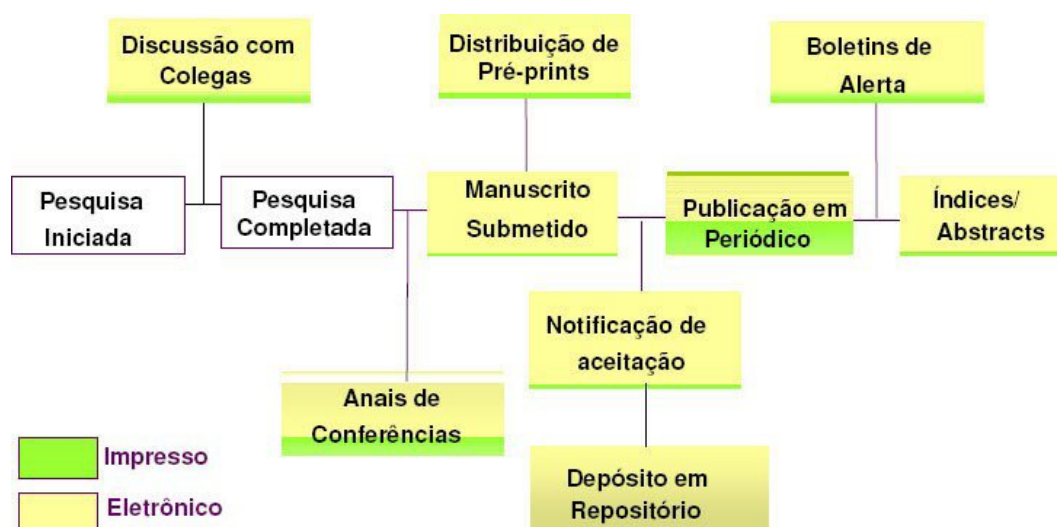 Discussão com
Colegas
Distribuição de
Pré-prints
Boletins de
Alerta
Pesquisa
Iniciada
Pesquisa
Completada
Manuscrito
Submetido
Publicação em
Periódico
Índices/
Abstracts
Notificação de
aceitação
Anais de
Conferências
Depósito em
Repositório
Impresso
Eletrônico